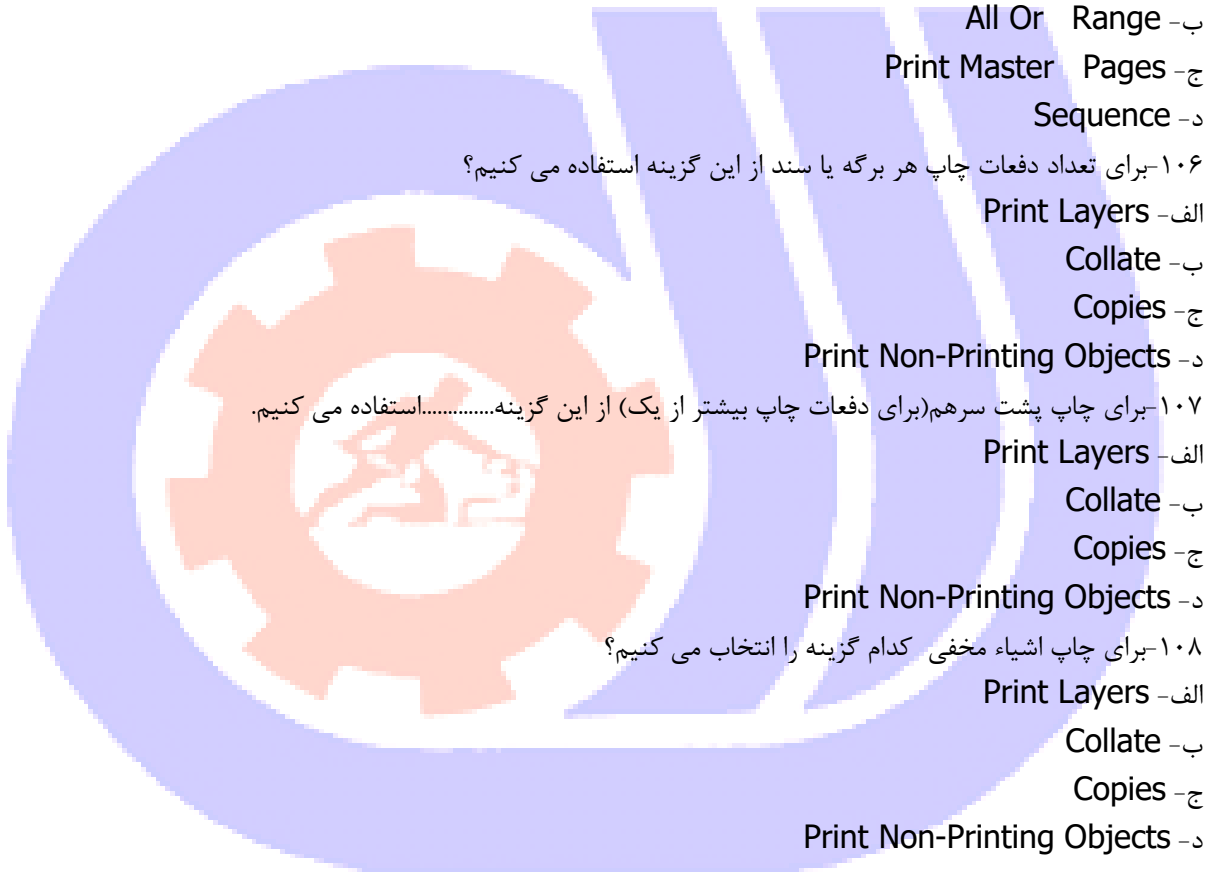 ب- All Or Range
ج- Print Master Pages
د- Sequence
۱۰۶-برای تعداد دفعات چاپ هر برگه یا سند از این گزینه استفاده می کنیم؟
الف- Print Layers
ب- Collate
ج- Copies
د- Print Non-Printing Objects
۱۰۷-برای چاپ پشت سرهم(برای دفعات چاپ بیشتر از یک) از این گزینه.............استفاده می کنیم.
الف- Print Layers
ب- Collate
ج- Copies
د- Print Non-Printing Objects
۱۰۸-برای چاپ اشیاء مخفی کدام گزینه را انتخاب می کنیم؟
الف- Print Layers
ب- Collate
ج- Copies
د- Print Non-Printing Objects